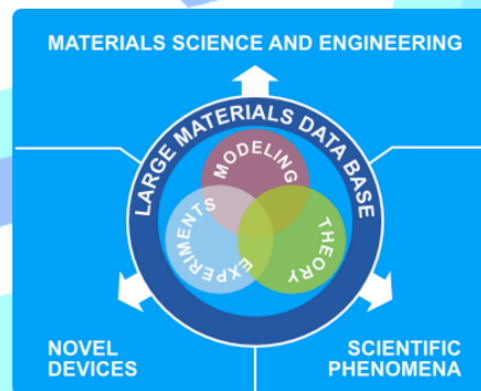 MATERIALS SCIENCE AND ENGINEERING
LARGE MATERIALS DATA BASE
MODELING
EXPERIMENTS
THEORY
NOVEL
DEVICES
SCIENTIFIC
PHENOMENA